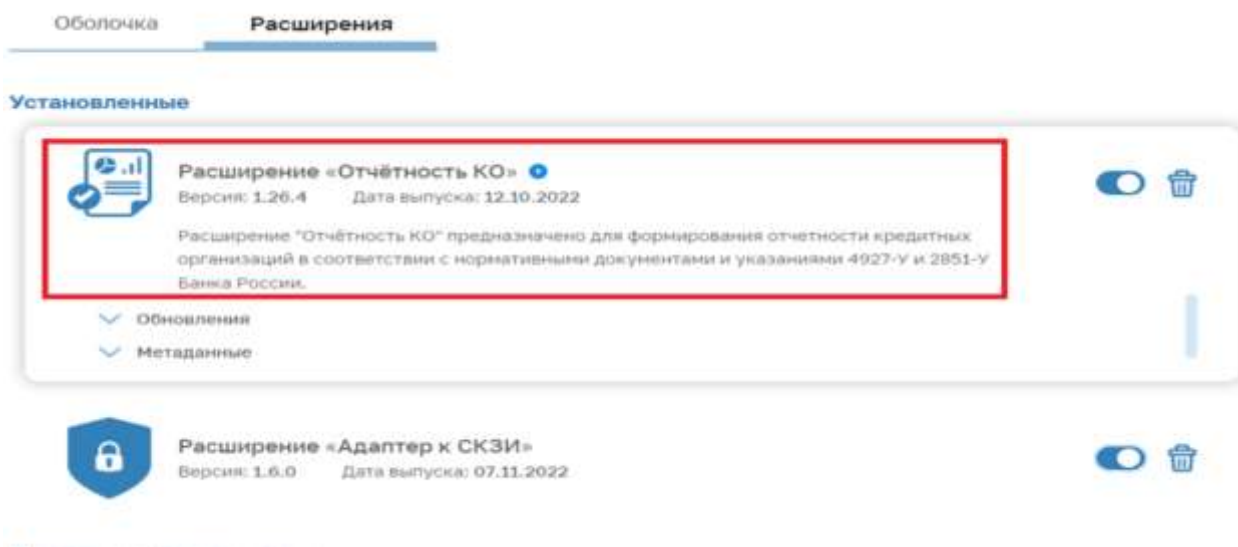 Оболочка Расширения
Установленные
Расширение «Отчётность КО»
Версия: 1.26.4 Дата выпуска: 12.10.2022
Расширение "Отчётность КО" предназначено для формирования отчетности кредитных
организаций в соответствии с нормативными документами и указаниями 4927-У и 2851-У
Банка России.
Обновления
Метаданные
Расширение «Адаптер к СКЗИ»
Версия: 1.6.0 Дата выпуска: 07.11.2022